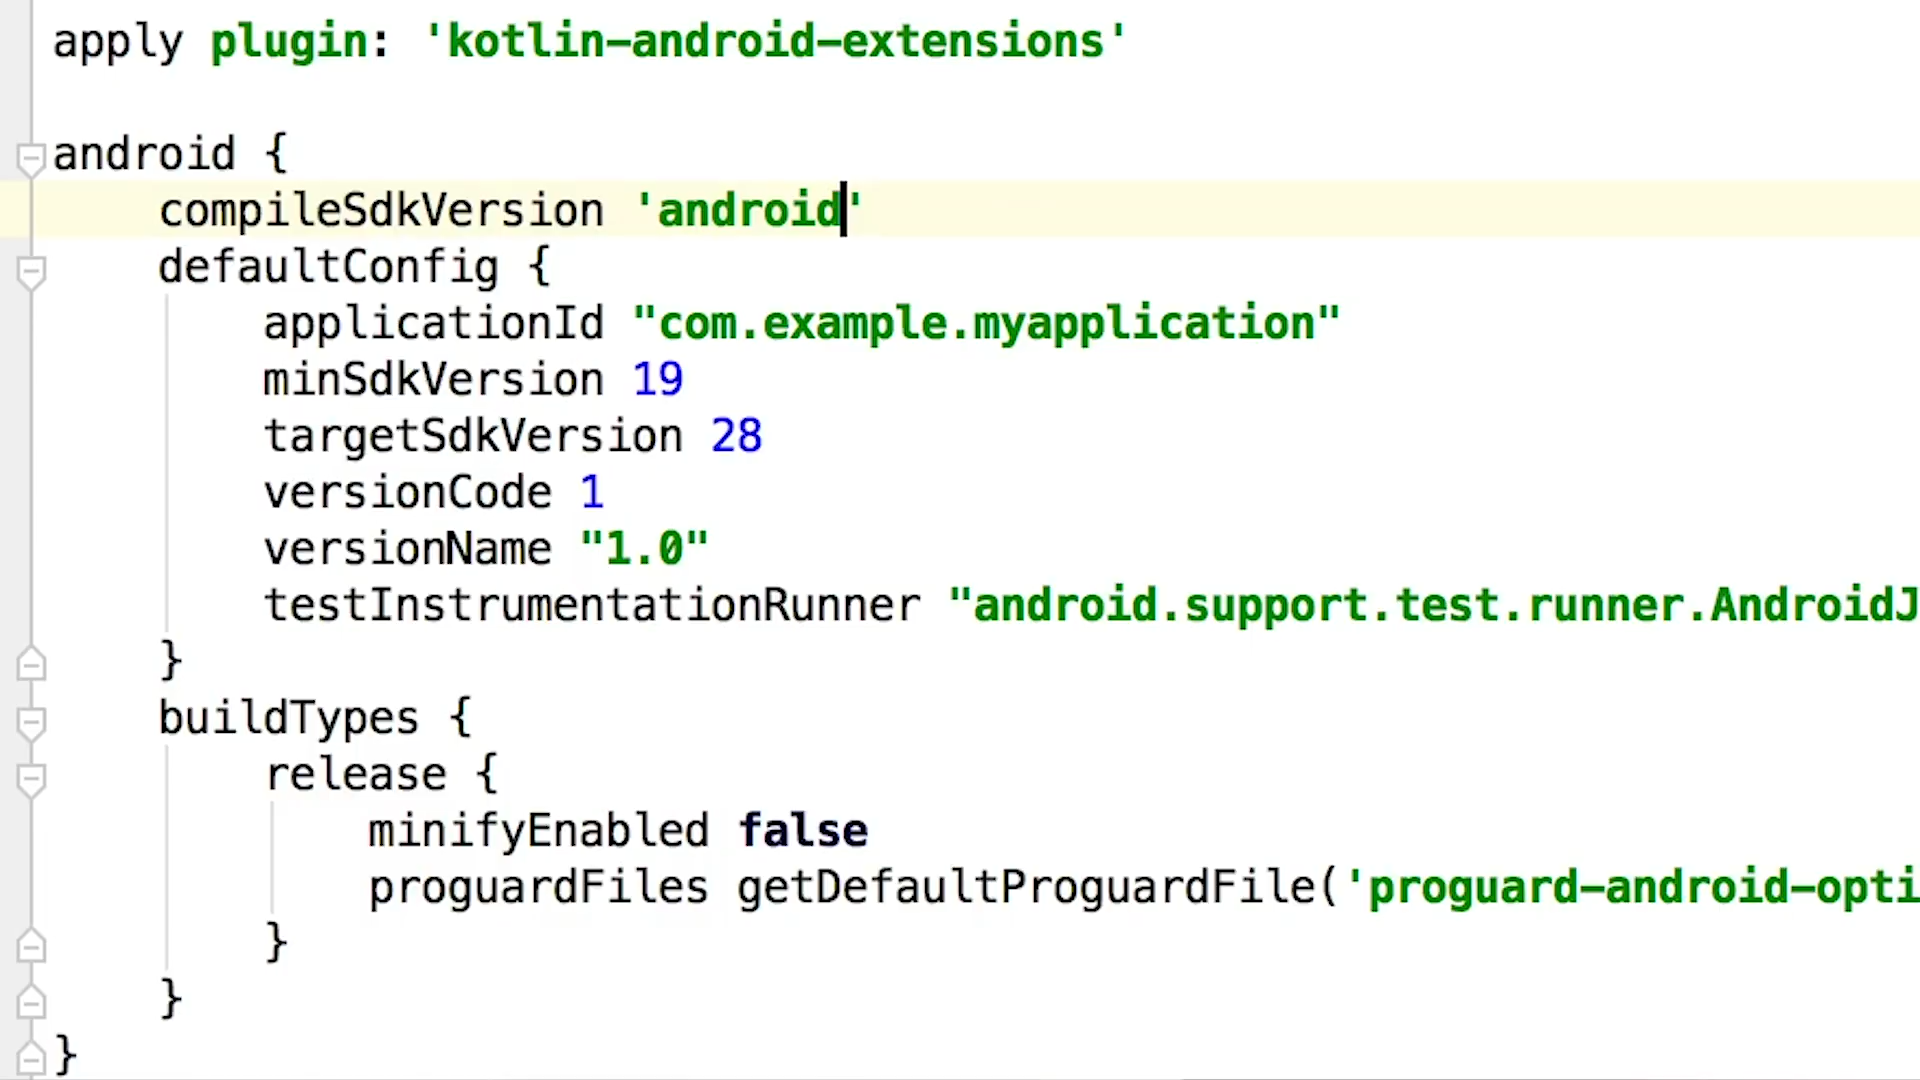 apply plugin: 'kotlin-android-extensions'
android {
compileSdkVersion 'android'
defaultConfig {
applicationId "com.example.myapplication"
minSdkVersion 19
targetSdkVersion 28
versionCode 1
versionName "1.0"
testInstrumentationRunner "android.support.test.runner.AndroidJ
}
buildTypes {
release {
minifyEnabled false
proguardFiles getDefaultProguardFile('proguard-android-opti
}
}
}